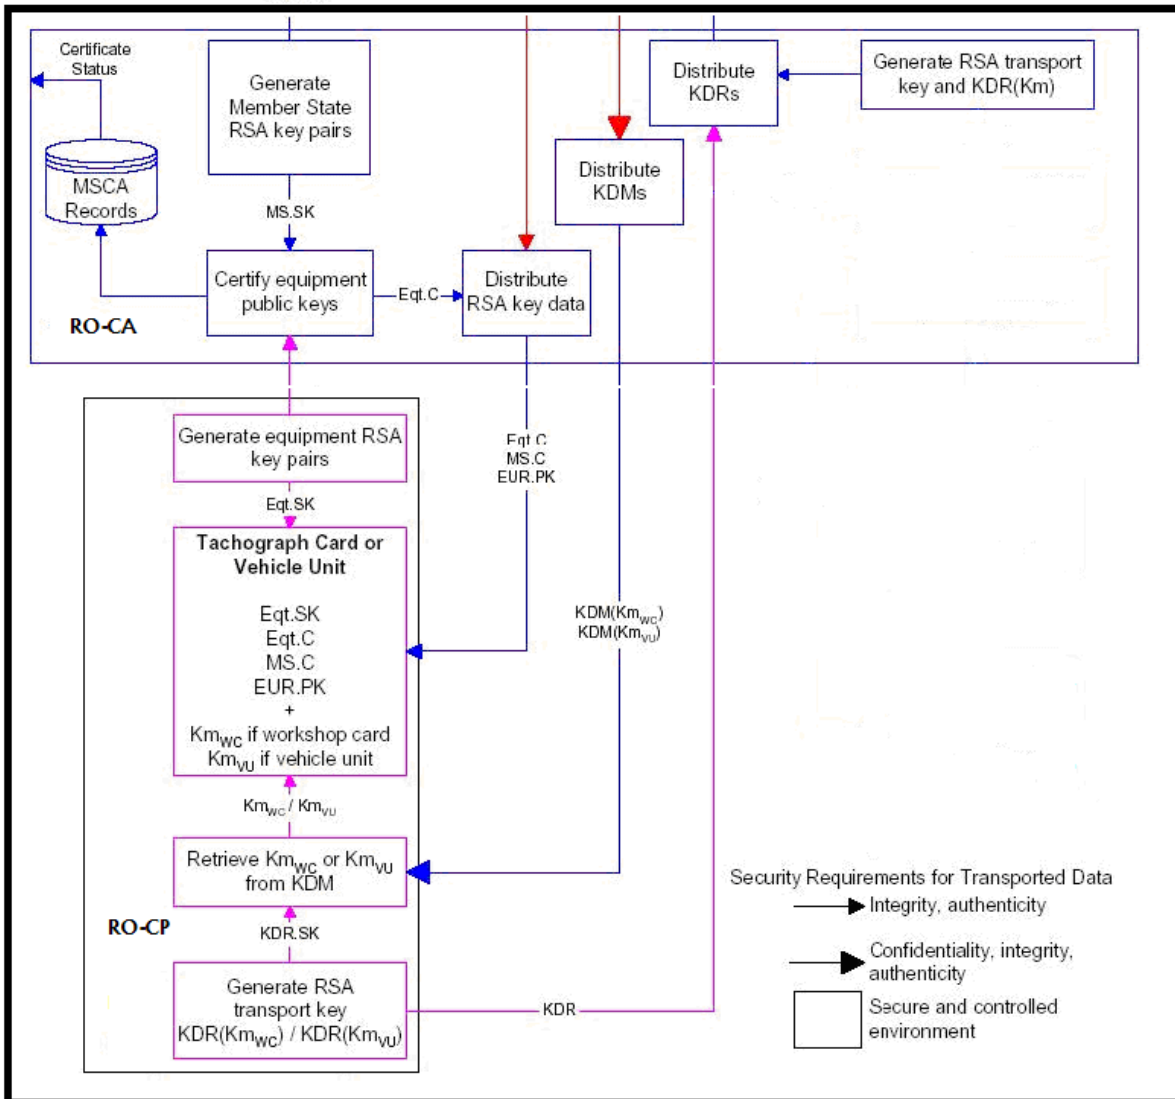 Certificate
Status
Generate
Member State
RSA key pairs
Distribute
KDRs
Generate RSA transport
key and KDR(Km)
MSCA
Records
Distribute
KDMs
MS.SK
Certify equipment
public keys
Eqt.C
Distribute
RSA key data
RO-CA
Generate equipment RSA
key pairs
Eqt.C
MS.C
EUR.PK
Eqt.SK
Tachograph Card or
Vehicle Unit
Eqt.SK
Eqt.C
MS.C
EUR.PK
+
KmWC if workshop card
KmVU if vehicle unit
KDM(KmWC)
KDM(KmVU)
KmWC / KmVU
Retrieve KmWC or KmVU
from KDM
RO-CP
KDR.SK
Generate RSA
transport key
KDR(KmWC) / KDR(KmVU)
KDR
Security Requirements for Transported Data
Integrity, authenticity
Confidentiality, integrity,
authenticity
Secure and controlled
environment